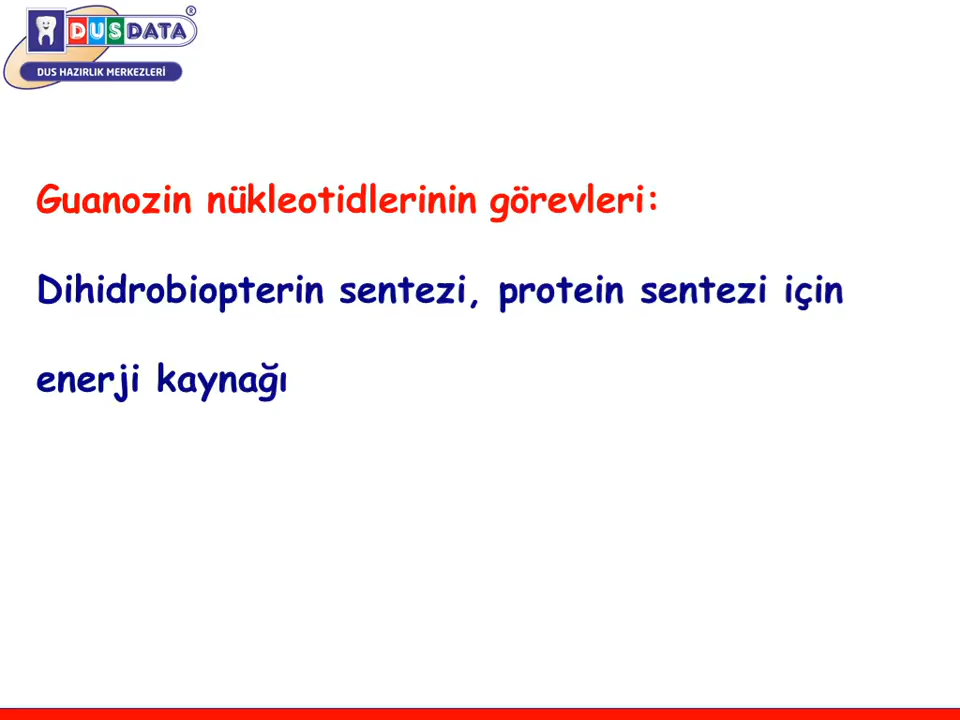 DUSDATA®
DUS HAZIRLIK MERKEZLERİ
Guanozin nükleotidlerinin görevleri:
Dihidrobiopterin sentezi, protein sentezi için
enerji kaynağı